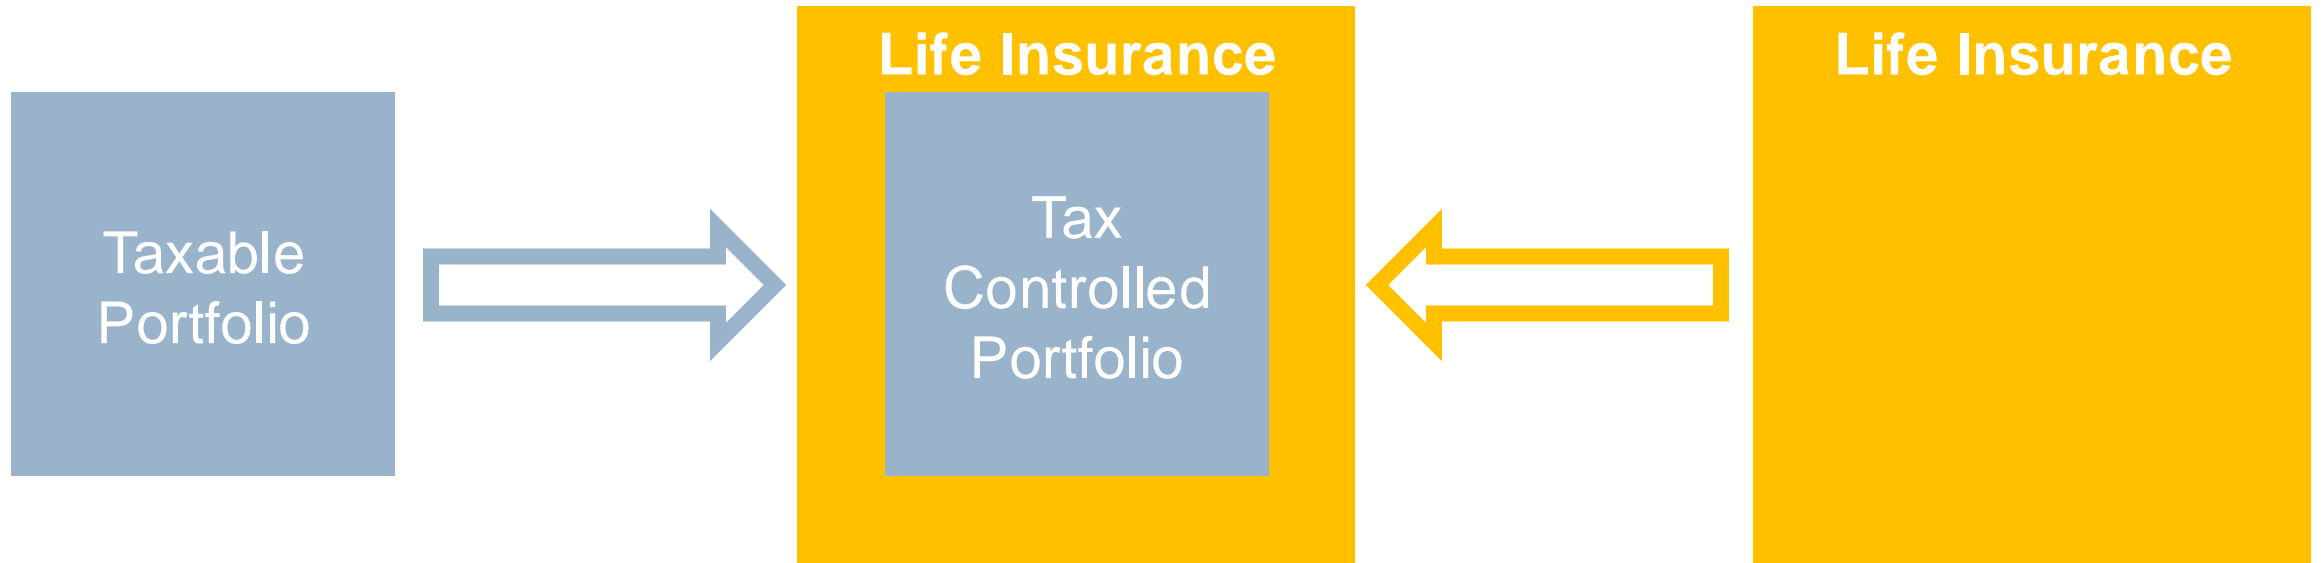 Taxable
Portfolio
Life Insurance
Tax
Controlled
Portfolio
Life Insurance